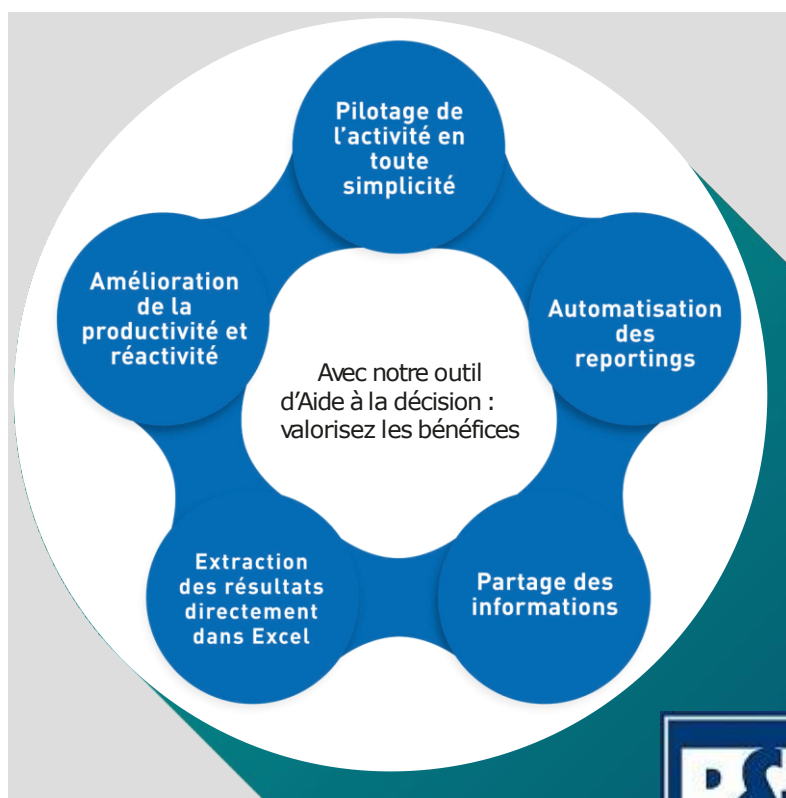 Pilotage de
l'activité en
toute
simplicité
Amélioration
de la
productivité et
réactivité
Automatisation
des
reportings
Avec notre outil
d'Aide à la décision :
valorisez les bénéfices
Extraction
des résultats
directement
dans Excel
Partage des
informations